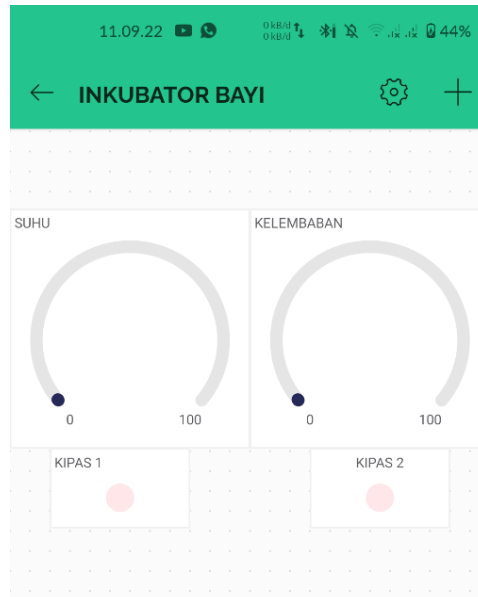 11.09.22 0 kB/d 44%
0 kB/d
INKUBATOR BAYI
SUHU KELEMBABAN
0 100 0 100
KIPAS 1 KIPAS 2